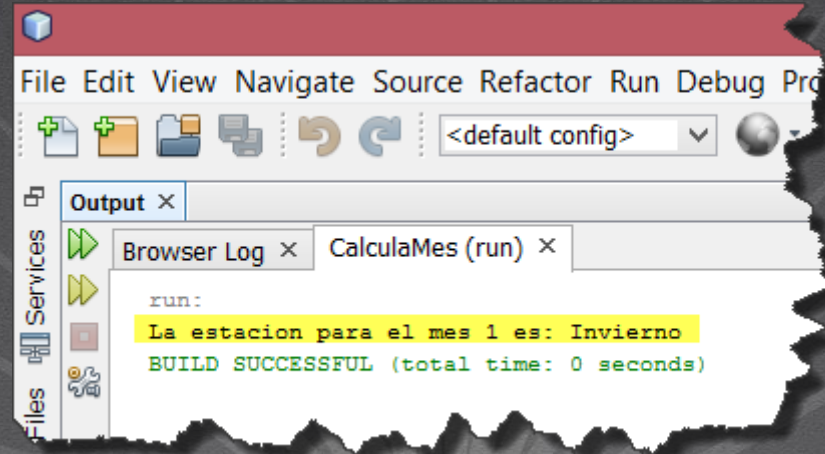 File Edit View Navigate Source Refactor Run Debug
<default config>
Output
Services
Browser Log
CalculaMes (run)
run:
La estacion para el mes 1 es: Invierno
BUILD SUCCESSFUL (total time: 0 seconds)
Files